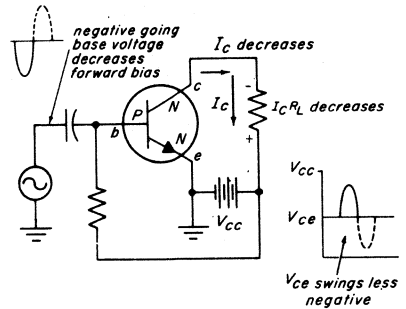 negative going
base voltage
decreases
forward bias
IC decreases
c
N
IC
P
b
N
e
-
ICRL decreases
+
VCC
VCC
Vce
Vce swings less
negative